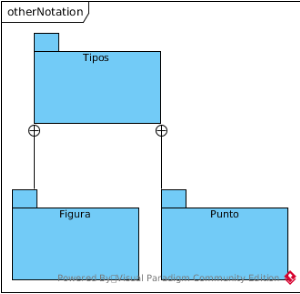 otherNotation
Tipos
Figura
Punto
Powered By Visual Paradigm Community Edition